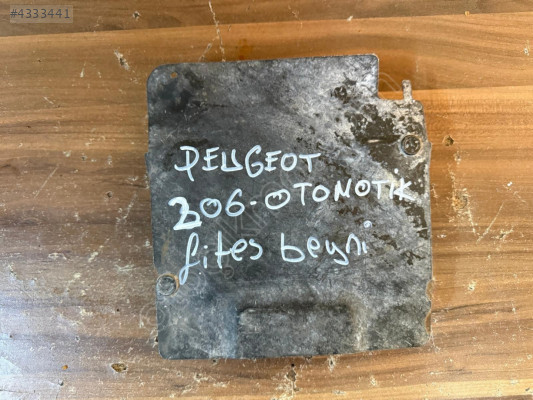 #4333441
PEUGEOT
206-OTONOTİK
fites beyni